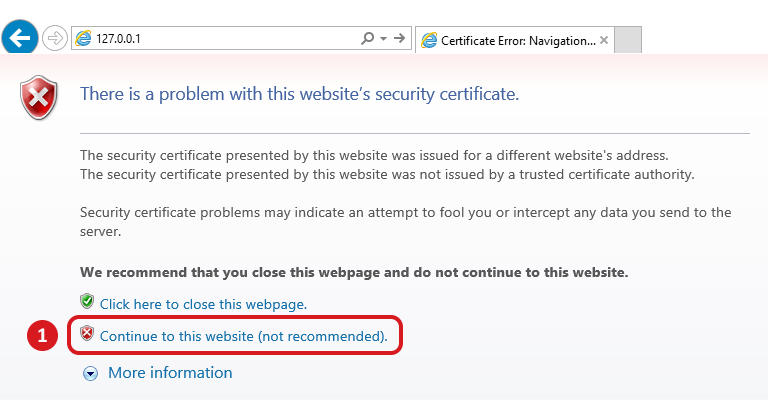 127.0.0.1
Certificate Error: Navigation...
There is a problem with this website's security certificate.
The security certificate presented by this website was issued for a different website's address.
The security certificate presented by this website was not issued by a trusted certificate authority.
Security certificate problems may indicate an attempt to fool you or intercept any data you send to the
server.
We recommend that you close this webpage and do not continue to this website.
Click here to close this webpage.
1 Continue to this website (not recommended).
More information